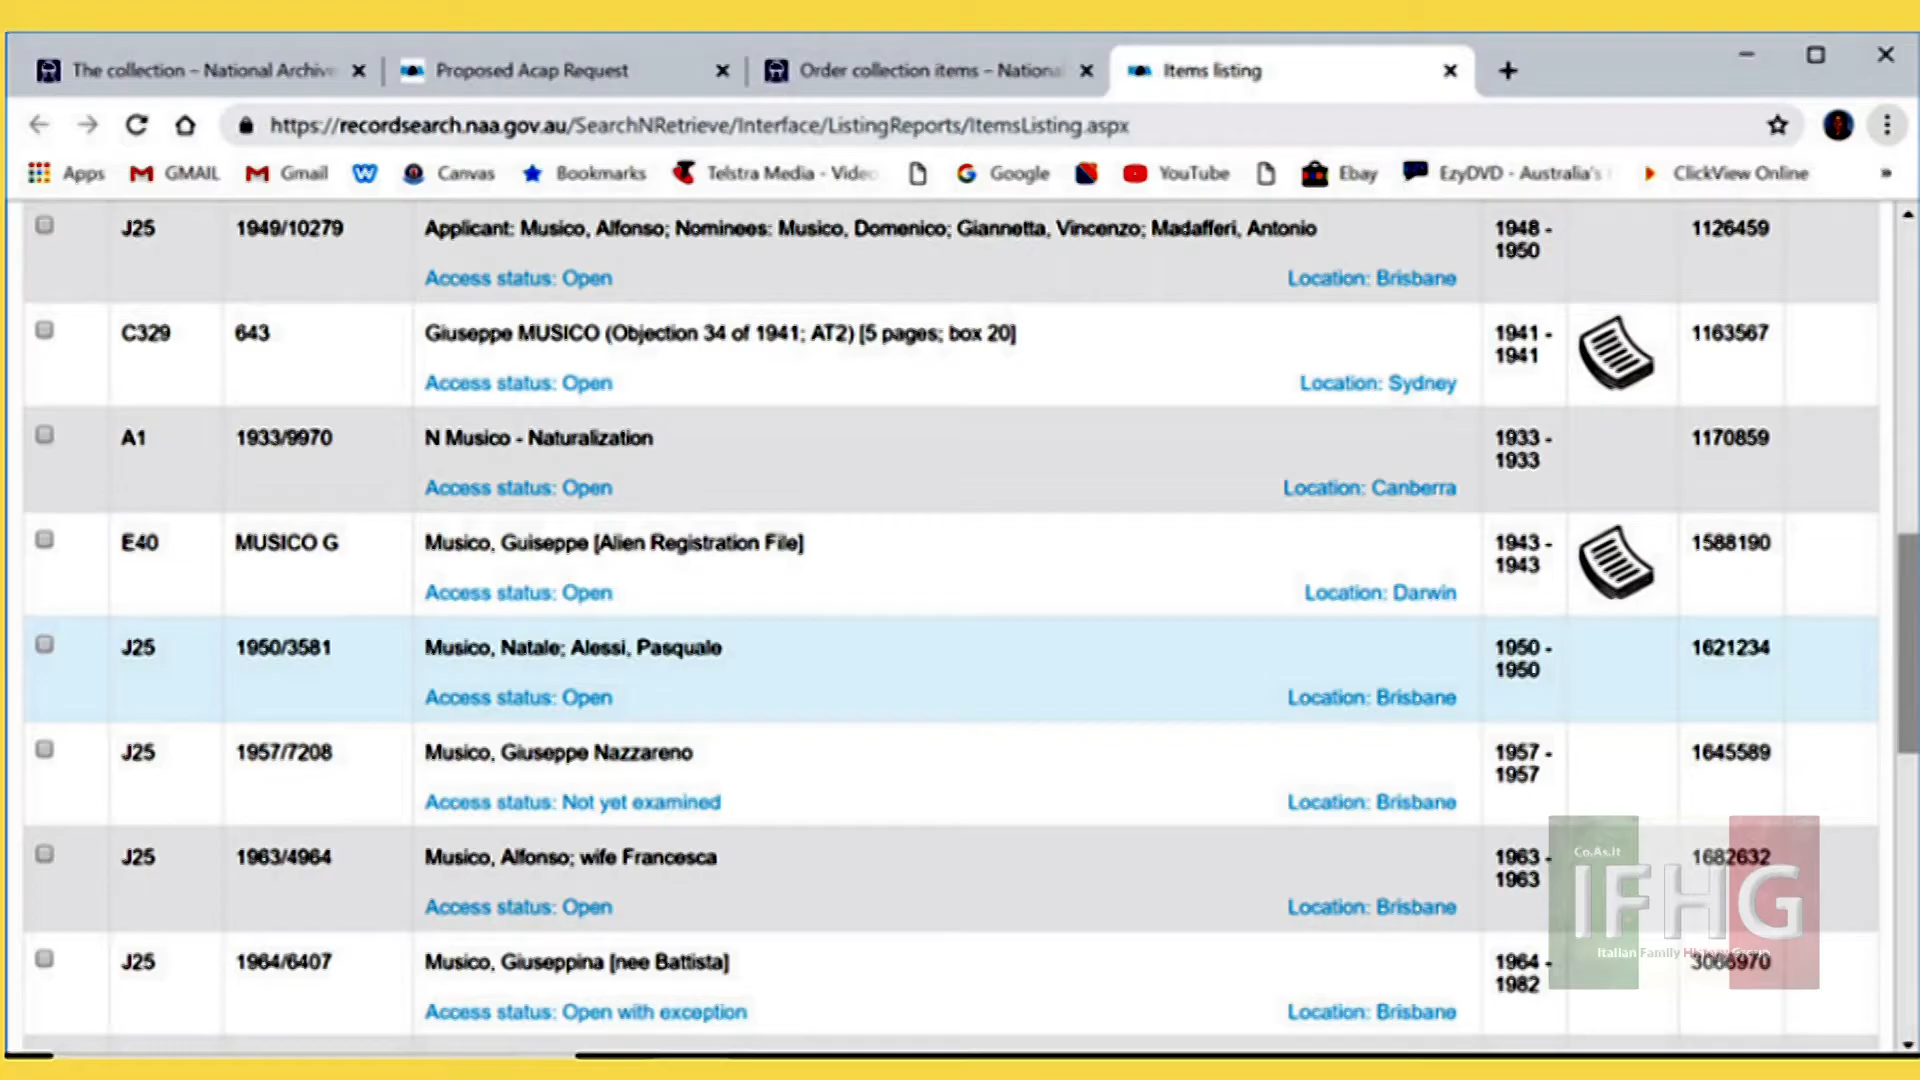 The collection – National Archive
Proposed Acap Request
Order collection items – National
Items listing
https://recordsearch.naa.gov.au/SearchNRetrieve/Interface/ListingReports/ItemsListing.aspx
Apps GMAIL Gmail Canvas Bookmarks Telstra Media - Video Google YouTube Ebay EzyDVD - Australia's ClickView Online »
J25 1949/10279 Applicant: Musico, Alfonso; Nominees: Musico, Domenico; Giannetta, Vincenzo; Madafferi, Antonio 1948 - 1126459
1950
Access status: Open Location: Brisbane
C329 643 Giuseppe MUSICO (Objection 34 of 1941; AT2) [5 pages; box 20] 1941 - 1163567
1941
Access status: Open Location: Sydney
A1 1933/9970 N Musico - Naturalization 1933 - 1170859
1933
Access status: Open Location: Canberra
E40 MUSICO G Musico, Guiseppe [Alien Registration File] 1943 - 1588190
1943
Access status: Open Location: Darwin
J25 1950/3581 Musico, Natale; Alessi, Pasquale 1950 - 1621234
1950
Access status: Open Location: Brisbane
J25 1957/7208 Musico, Giuseppe Nazzareno 1957 - 1645589
1957
Access status: Not yet examined Location: Brisbane
J25 1963/4964 Musico, Alfonso; wife Francesca 1963 - 1682632
1963
Access status: Open Location: Brisbane
J25 1964/6407 Musico, Giuseppina [nee Battista] 1964 - 3066970
1982
Access status: Open with exception Location: Brisbane
Co.As.It
IFHG
Italian Family History Group